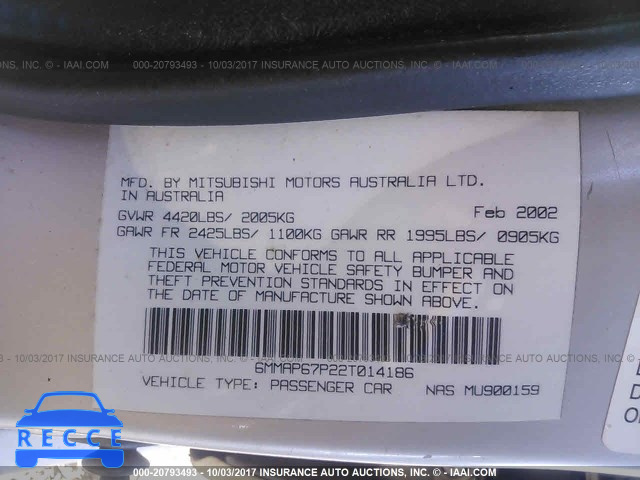 INSURANCE AUTO AUCTIONS, INC. © - IAAI.COM 000-20793493 - 10/03/2017 INSURANCE AUTO AUCTIONS, INC. © - IAAI.COM
MFD. BY MITSUBISHI MOTORS AUSTRALIA LTD.
IN AUSTRALIA
GVWR 4420LBS/ 2005KG Feb 2002
GAWR FR 2425LBS/ 1100KG GAWR RR 1995LBS/ 0905KG
THIS VEHICLE CONFORMS TO ALL APPLICABLE
FEDERAL MOTOR VEHICLE SAFETY BUMPER AND
THEFT PREVENTION STANDARDS IN EFFECT ON
THE DATE OF MANUFACTURE SHOWN ABOVE.
6MMAP67P22T014186
VEHICLE TYPE: PASSENGER CAR NAS MU900159
RECCE
000-20793493 - 10/03/2017 INSURANCE AUTO AUCTIONS, INC. © - IAAI.COM